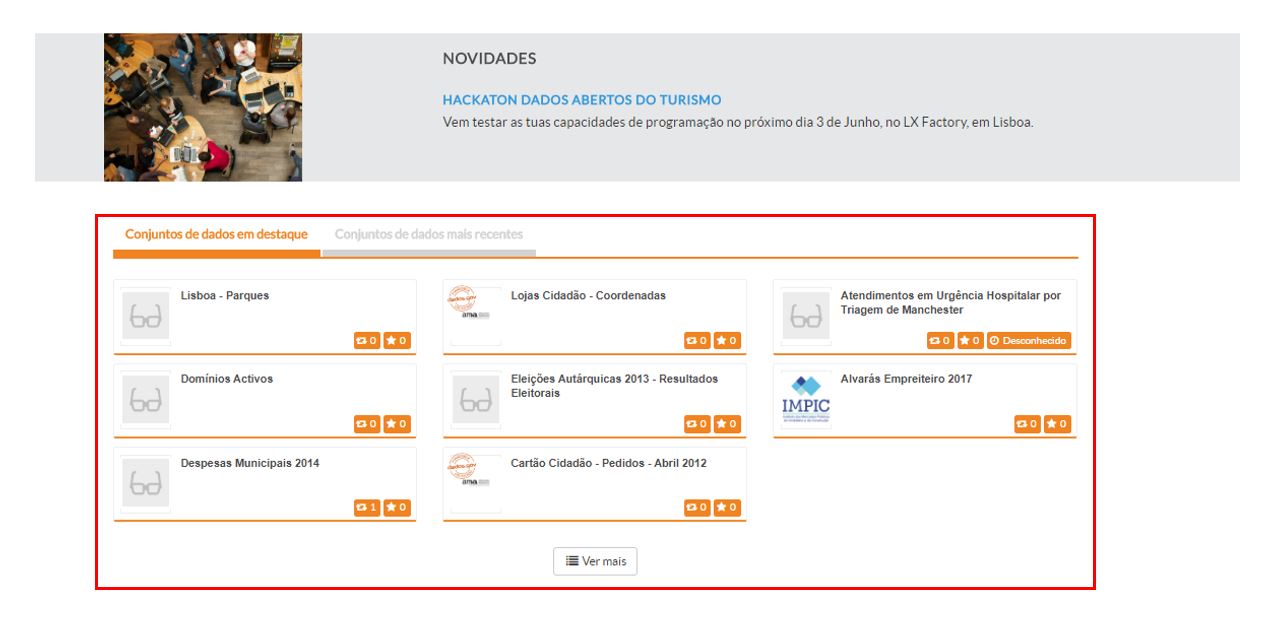 NOVIDADES
HACKATON DADOS ABERTOS DO TURISMO
Vem testar as tuas capacidades de programação no próximo dia 3 de Junho, no LX Factory, em Lisboa.
Conjuntos de dados em destaque
Conjuntos de dados mais recentes
Lisboa - Parques
0 0
Lojas Cidadão - Coordenadas
dados.gov
ama
0 0
Atendimentos em Urgência Hospitalar por
Triagem de Manchester
0 0 Desconhecido
Domínios Activos
0 0
Eleições Autárquicas 2013 - Resultados
Eleitorais
0 0
IMPIC
Alvarás Empreiteiro 2017
0 0
Despesas Municipais 2014
1 0
Cartão Cidadão - Pedidos - Abril 2012
dados.gov
ama
0 0
Ver mais